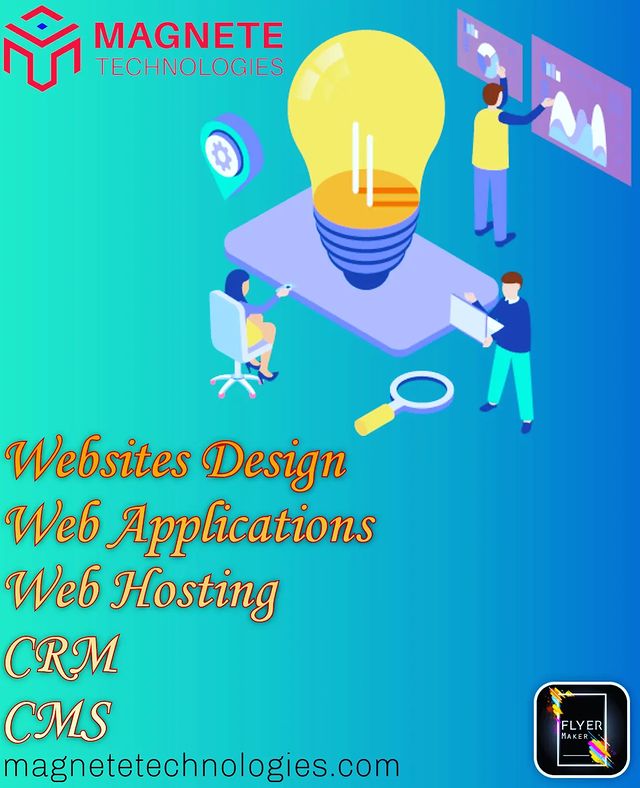 MAGNETE
TECHNOLOGIES
Websites Design
Web Applications
Web Hosting
CRM
CMS
magnetetechnologies.com
FLYER
MAKER